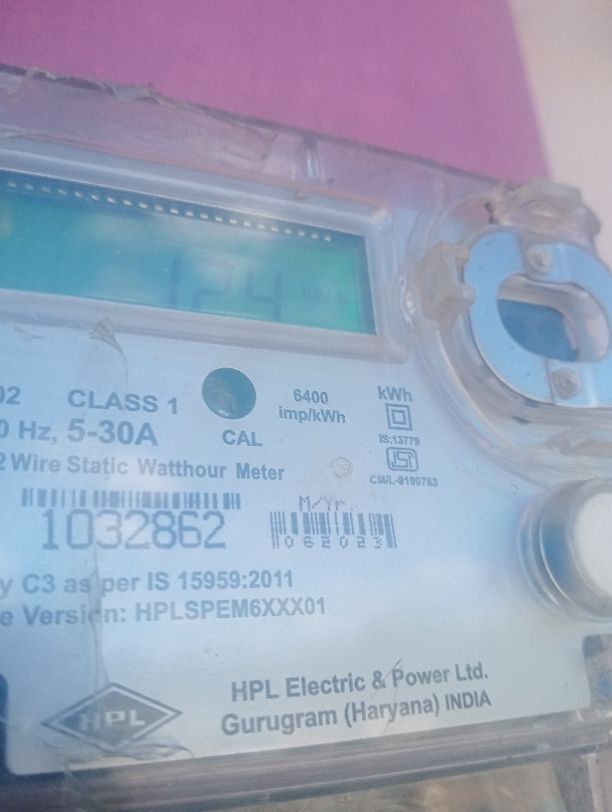 124 kWh
02 CLASS 1
6400
imp/kWh
kWh
0 Hz, 5-30A
CAL
IS:13779
ISI
CM/L-9190783
2 Wire Static Watthour Meter
M/Yr.
1032862
062023
y C3 as per IS 15959:2011
e Version: HPLSPEM6XXX01
HPL
HPL Electric & Power Ltd.
Gurugram (Haryana) INDIA